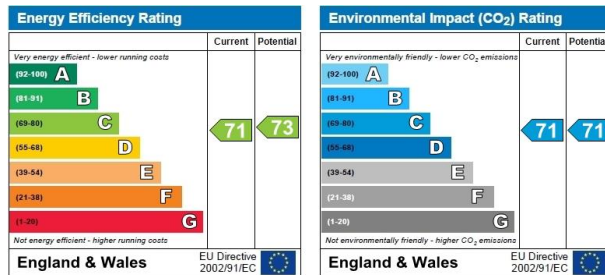 Energy Efficiency Rating
Current Potential
Very energy efficient - lower running costs
(92-100) A
(81-91) B
(69-80) C
71 73
(55-68) D
(39-54) E
(21-38) F
(1-20) G
Not energy efficient - higher running costs
England & Wales
EU Directive
2002/91/EC
Environmental Impact (CO₂) Rating
Current Potential
Very environmentally friendly - lower CO₂ emissions
(92-100) A
(81-91) B
(69-80) C
71 71
(55-68) D
(39-54) E
(21-38) F
(1-20) G
Not environmentally friendly - higher CO₂ emissions
England & Wales
EU Directive
2002/91/EC